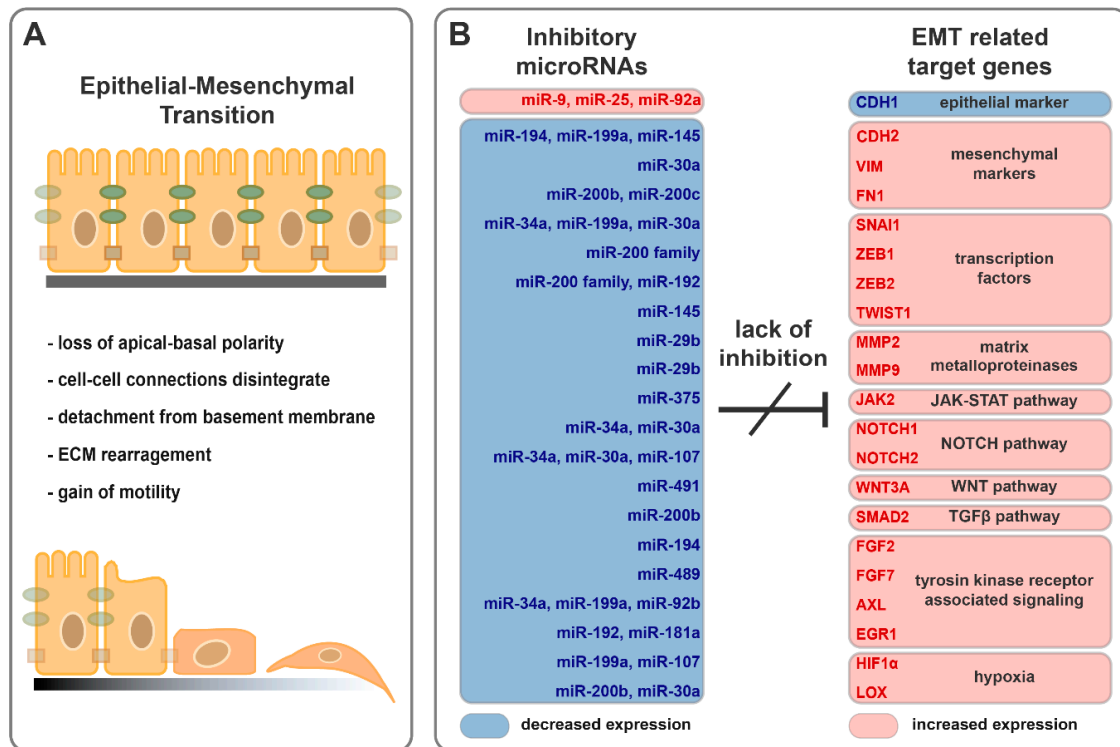 A
Epithelial-Mesenchymal
Transition
- loss of apical-basal polarity
- cell-cell connections disintegrate
- detachment from basement membrane
- ECM rearragement
- gain of motility
B
Inhibitory
microRNAs
miR-9, miR-25, miR-92a
miR-194, miR-199a, miR-145
miR-30a
miR-200b, miR-200c
miR-34a, miR-199a, miR-30a
miR-200 family
miR-200 family, miR-192
miR-145
miR-29b
miR-29b
miR-375
miR-34a, miR-30a
miR-34a, miR-30a, miR-107
miR-491
miR-200b
miR-194
miR-489
miR-34a, miR-199a, miR-92b
miR-192, miR-181a
miR-199a, miR-107
miR-200b, miR-30a
decreased expression
lack of
inhibition
EMT related
target genes
CDH1 epithelial marker
CDH2
VIM
FN1
mesenchymal
markers
SNAI1
ZEB1
ZEB2
TWIST1
transcription
factors
MMP2
MMP9
matrix
metalloproteinases
JAK2 JAK-STAT pathway
NOTCH1
NOTCH2
NOTCH pathway
WNT3A WNT pathway
SMAD2 TGFβ pathway
FGF2
FGF7
AXL
EGR1
tyrosin kinase receptor
associated signaling
HIF1α
LOX
hypoxia
increased expression